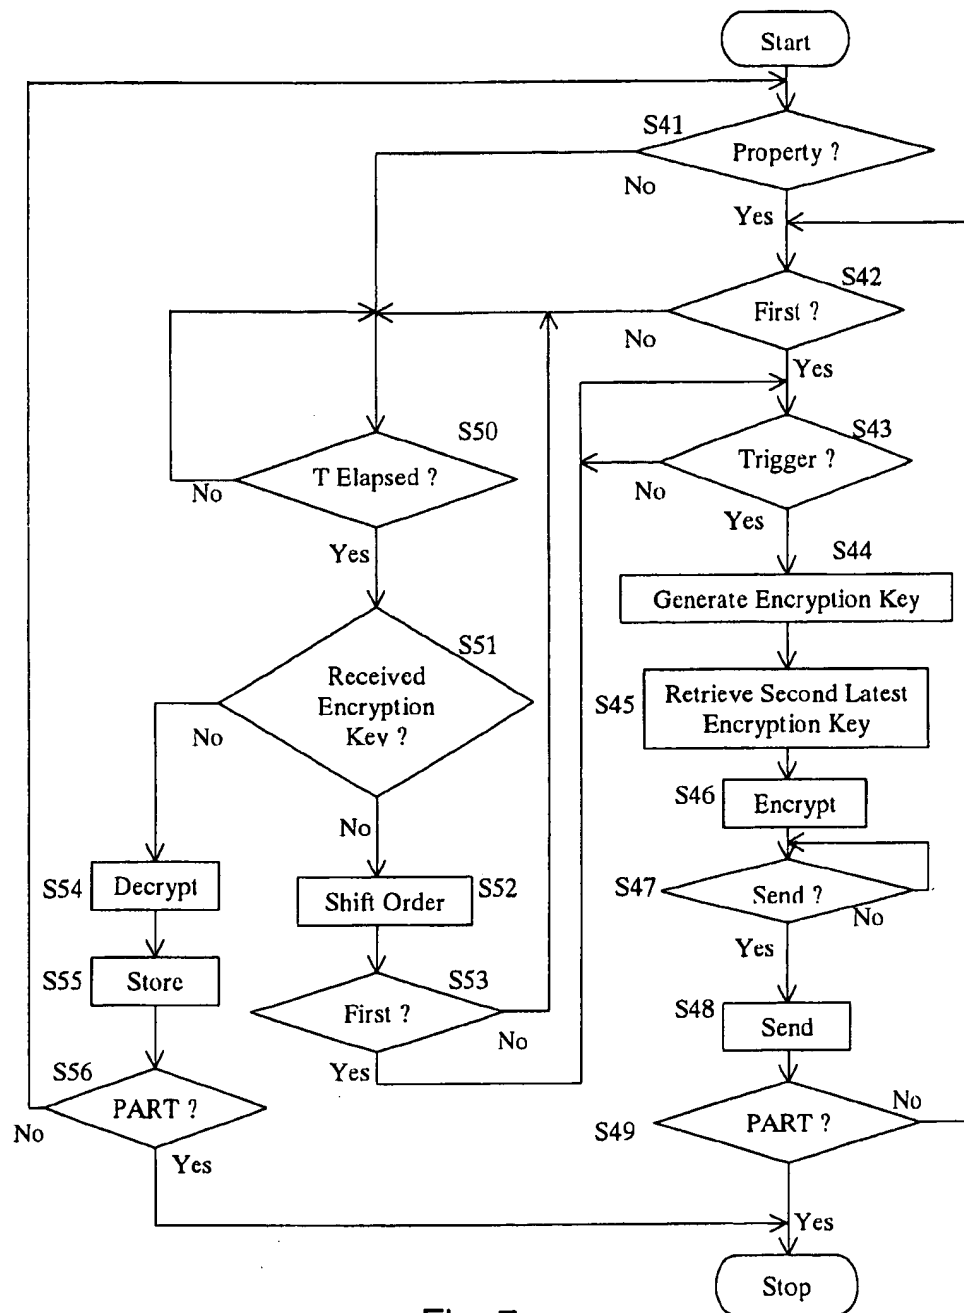 Start
S41
Property ?
No
Yes
S42
First ?
No
Yes
S50
S43
T Elapsed ?
Trigger ?
No
No
Yes
Yes
S44
Generate Encryption Key
S51
Received
Encryption
Key ?
S45
Retrieve Second Latest
Encryption Key
No
S46
Encrypt
No
S54
Decrypt
S52
Shift Order
S47
Send ?
No
Yes
S55
Store
S53
First ?
No
S48
Send
Yes
S56
PART ?
No
Yes
S49
PART ?
No
Yes
Stop